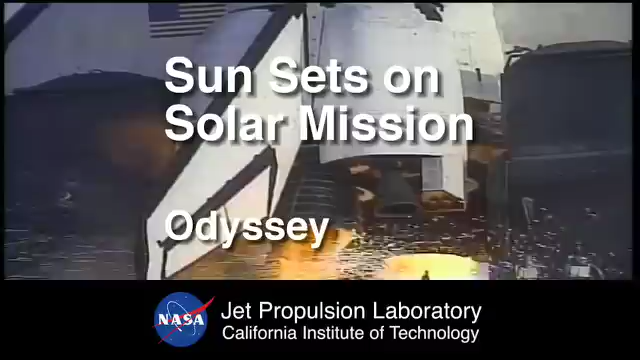 Sun Sets on
Solar Mission
Odyssey
NASA
Jet Propulsion Laboratory
California Institute of Technology